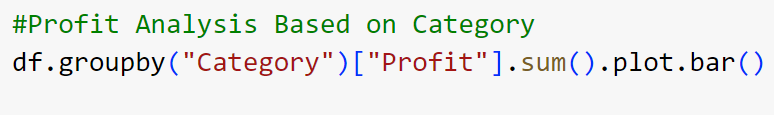 #Profit Analysis Based on Category
df.groupby("Category")["Profit"].sum().plot.bar()